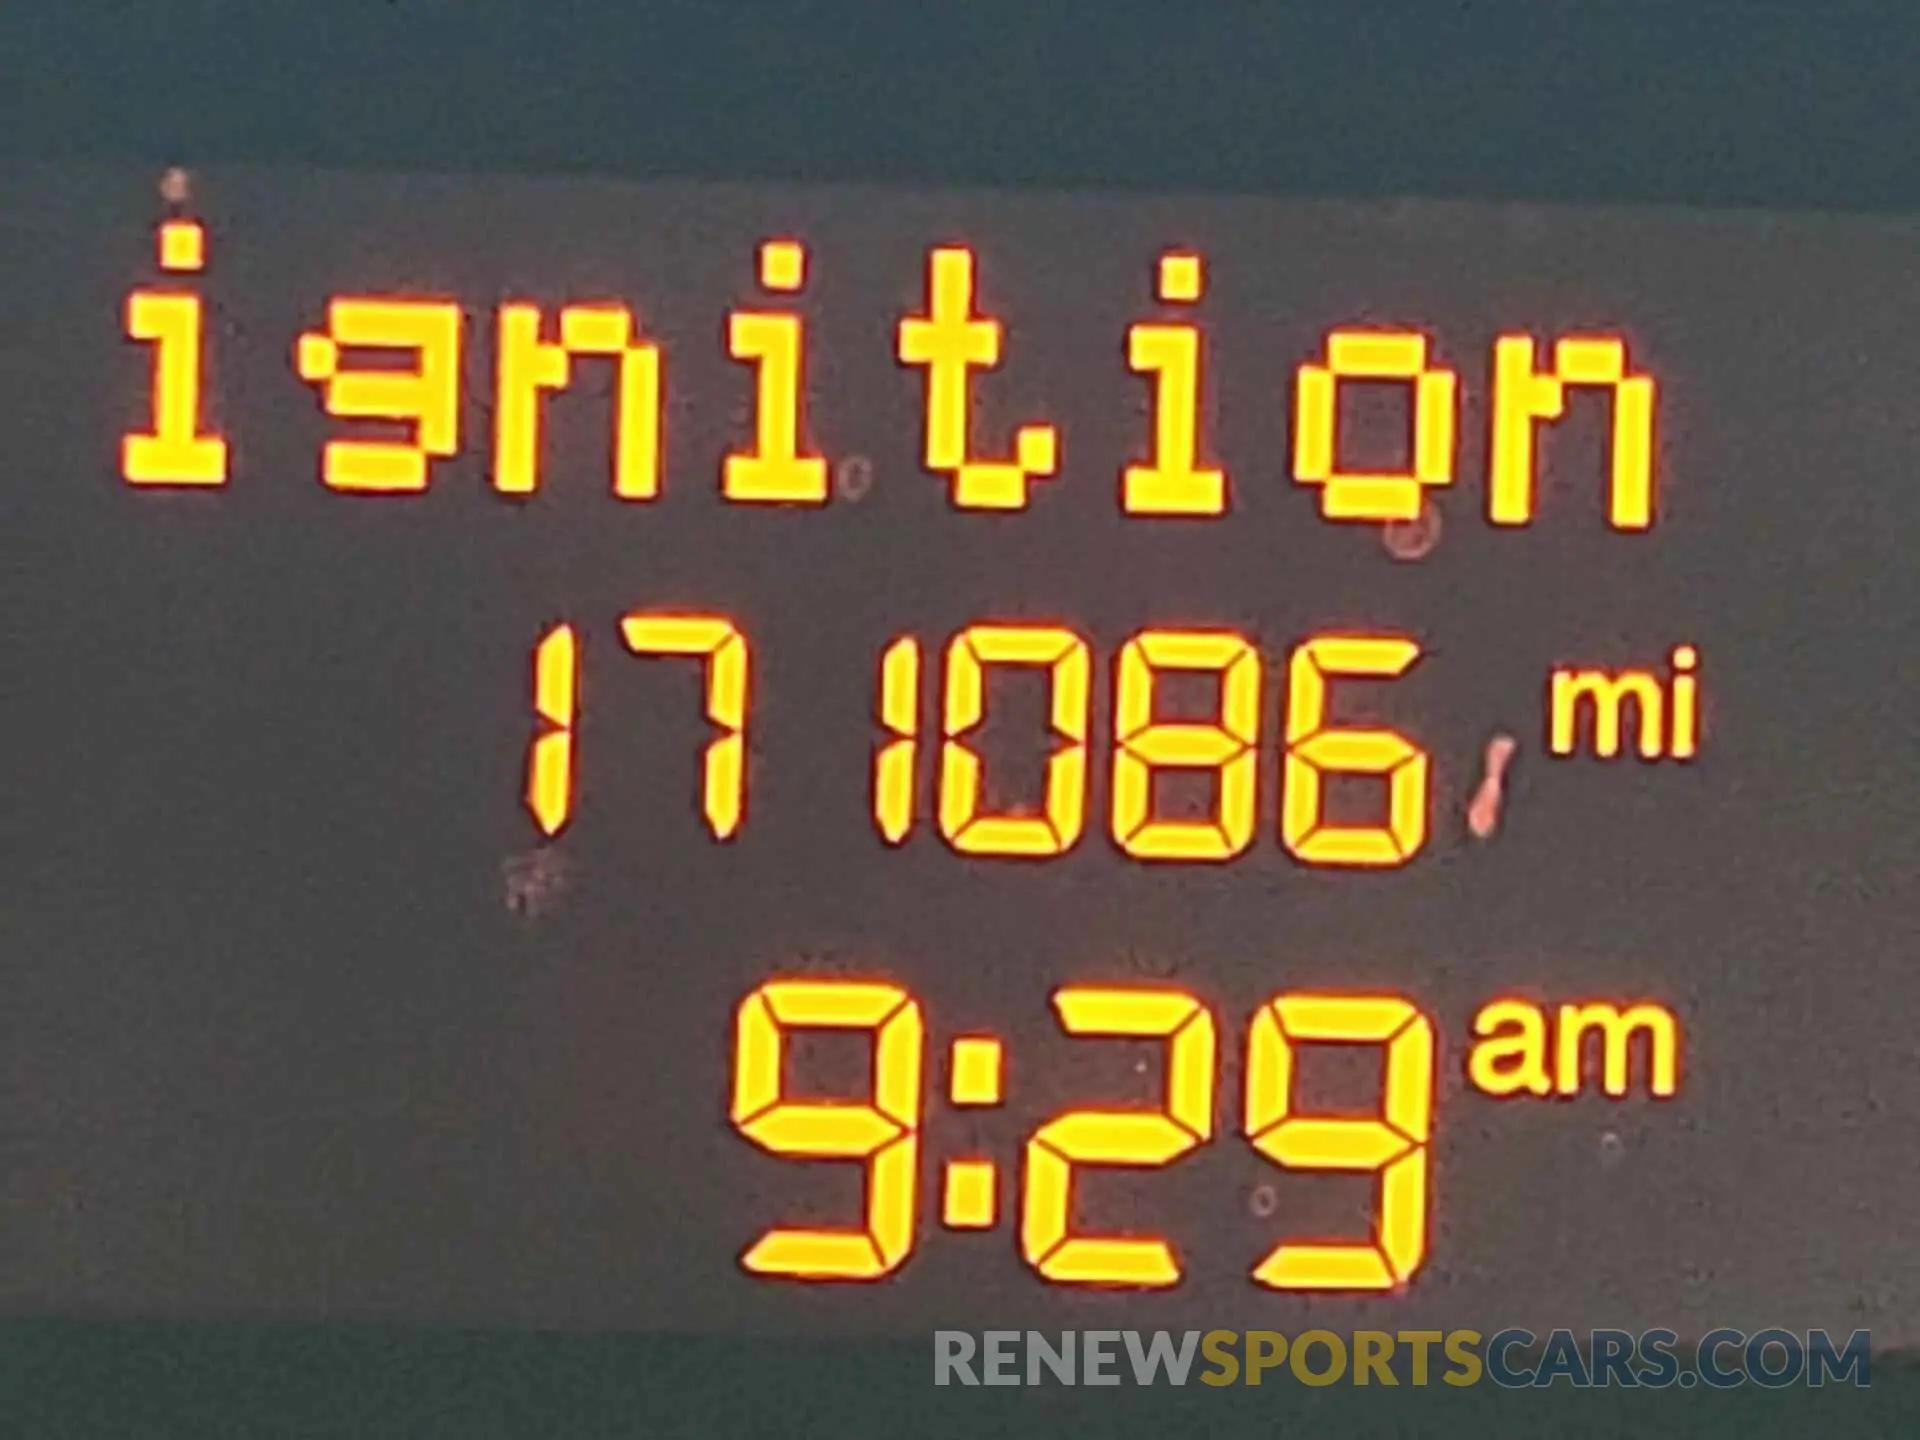 ignition
171086 mi
9:29 am
RENEWSPORTSCARS.COM